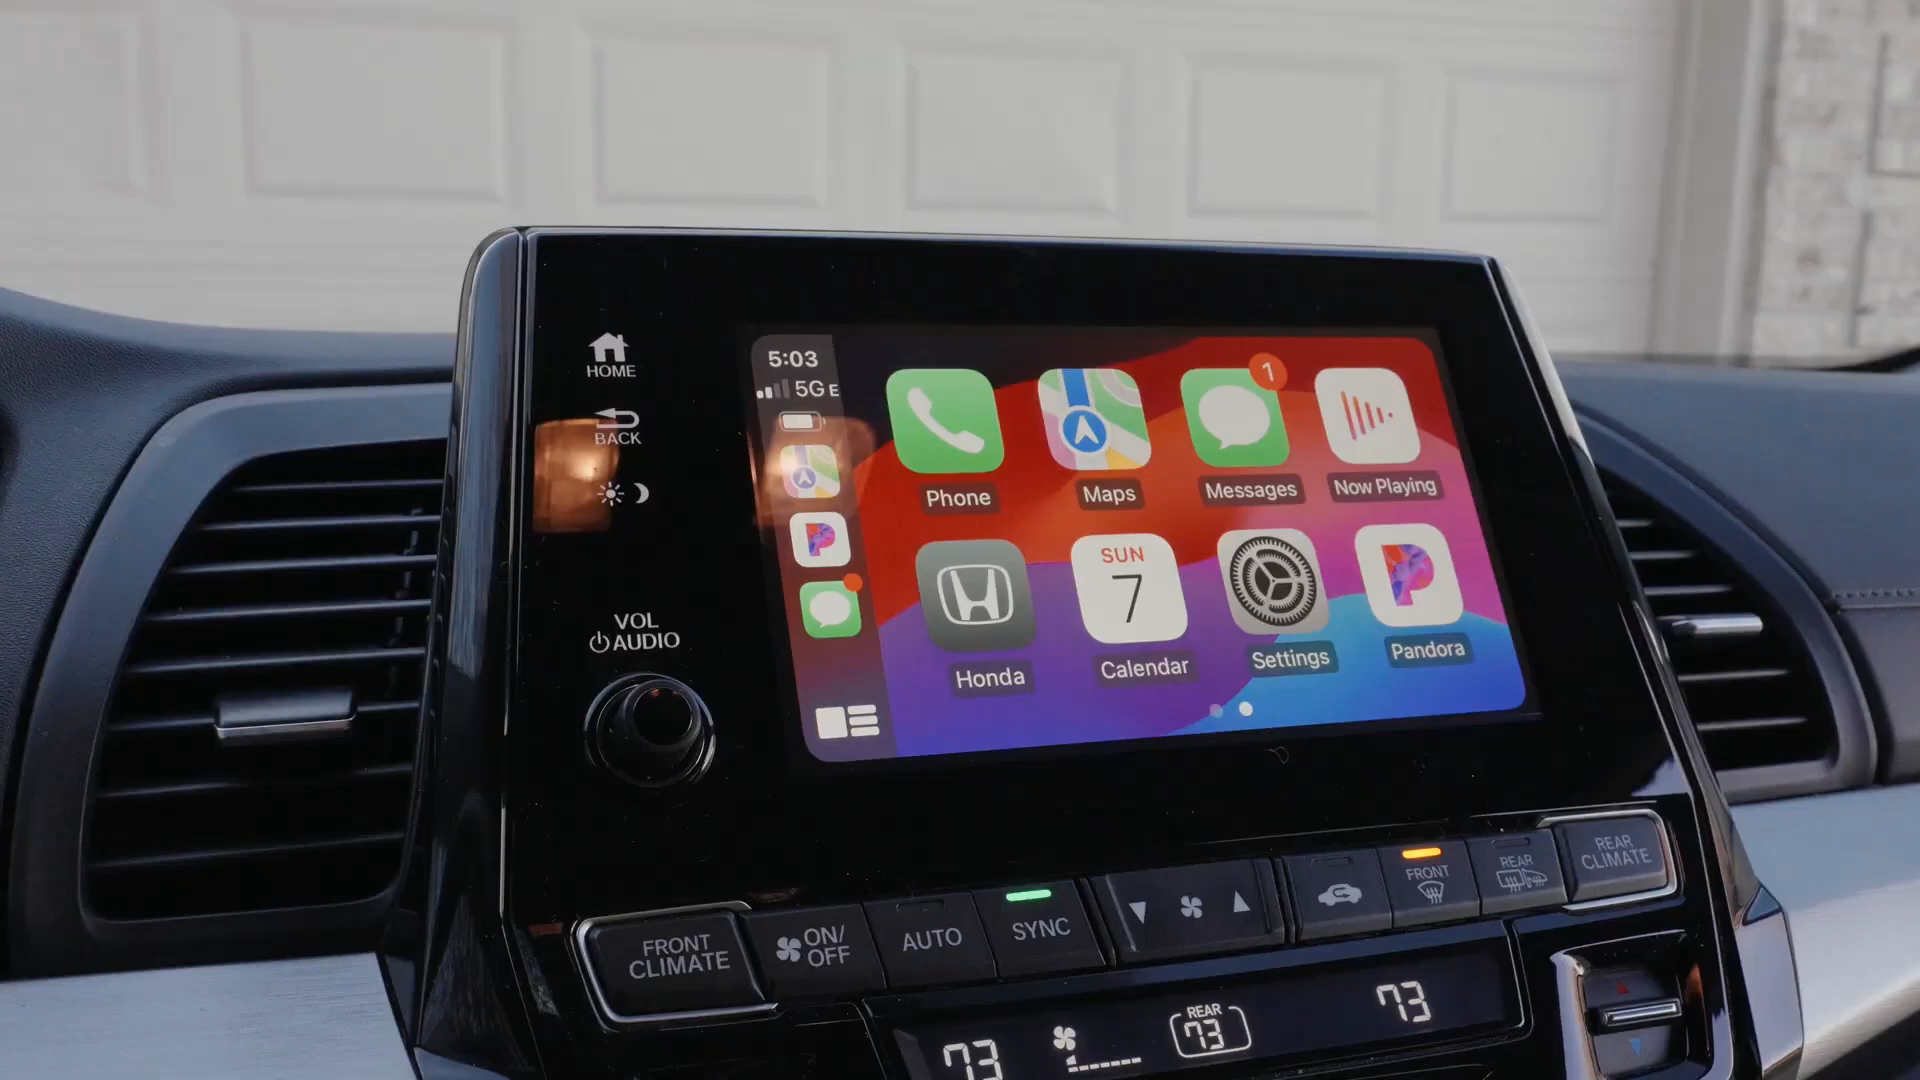 HOME
BACK
VOL
AUDIO
5:03
5G E
1
Phone
Maps
Messages
Now Playing
SUN
7
Honda
Calendar
Settings
Pandora
FRONT
CLIMATE
ON/
OFF
AUTO
SYNC
FRONT
REAR
REAR
CLIMATE
73
REAR
73
73